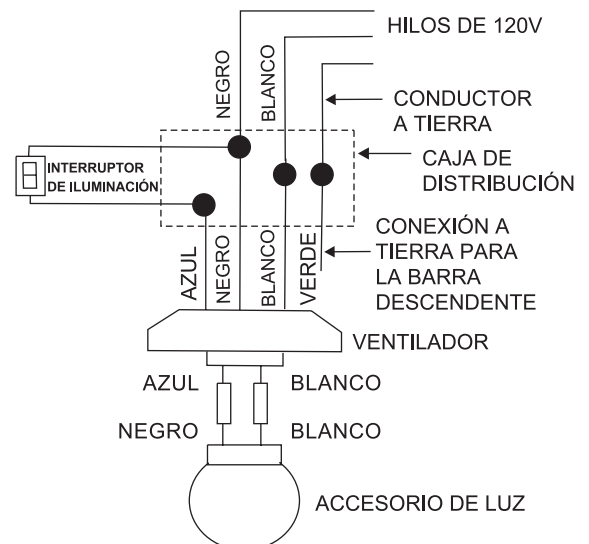 HILOS DE 120V
NEGRO
BLANCO
CONDUCTOR
A TIERRA
INTERRUPTOR
DE ILUMINACIÓN
CAJA DE
DISTRIBUCIÓN
AZUL
NEGRO
BLANCO
VERDE
CONEXIÓN A
TIERRA PARA
LA BARRA
DESCENDENTE
VENTILADOR
AZUL
BLANCO
NEGRO
BLANCO
ACCESORIO DE LUZ